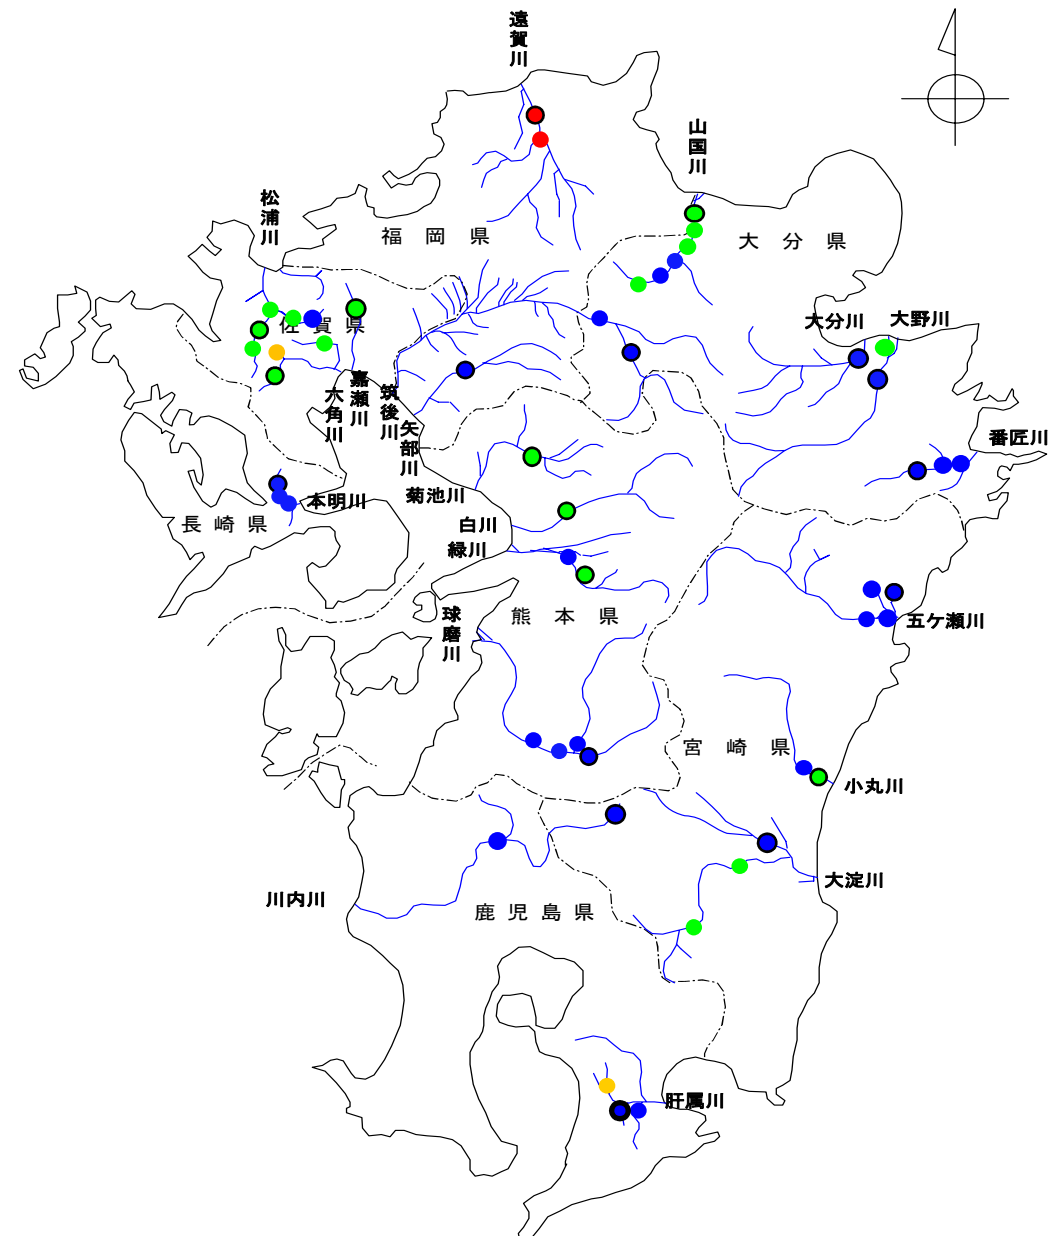 遠賀川
山国川
松浦川
福岡県
大分県
佐賀県
大分川
大野川
嘉瀬川
六角川
筑後川
矢部川
番匠川
菊池川
本明川
長崎県
白川
緑川
球磨川
熊本県
五ケ瀬川
宮崎県
小丸川
大淀川
川内川
鹿児島県
肝属川